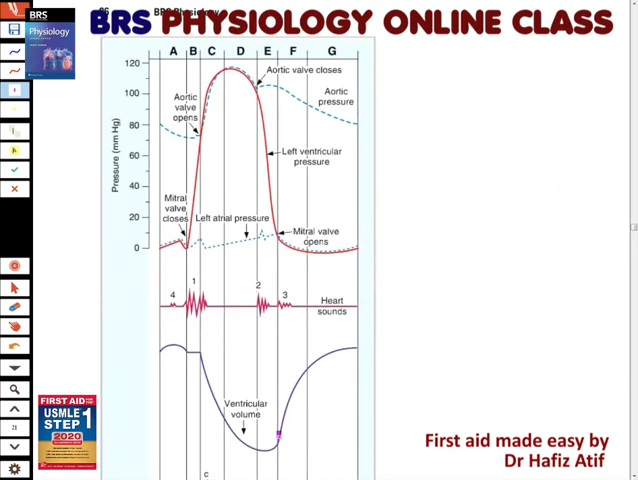 BRS PHYSIOLOGY ONLINE CLASS
BRS
Physiology
A B C D E F G
120
100
80
60
40
20
0
Pressure (mm Hg)
Aortic valve closes
Aortic
pressure
Aortic
valve
opens
Left ventricular
pressure
Mitral
valve
closes
Left atrial pressure
Mitral valve
opens
4 1 2 3
Heart
sounds
Ventricular
volume
C
21
FIRST AID
FOR THE
USMLE
STEP 1
2020
First aid made easy by
Dr Hafiz Atif